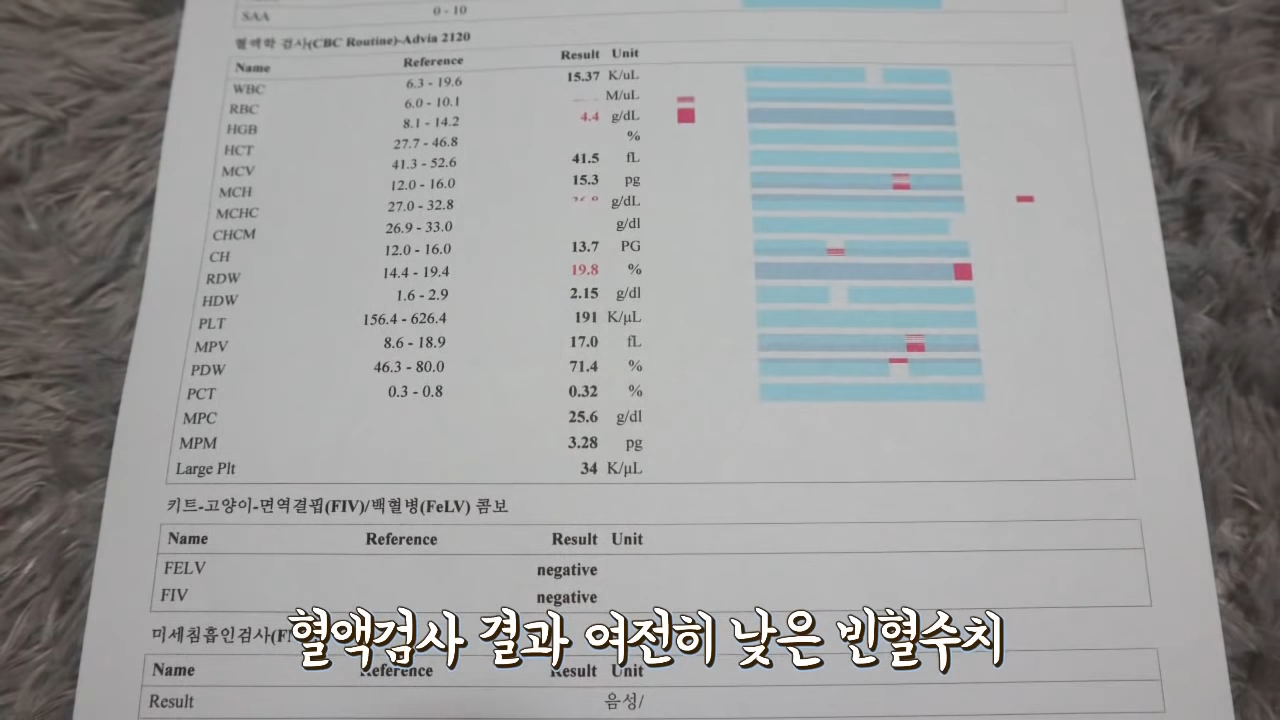 SAA 0 - 10
혈액학 검사(CBC Routine)-Advia 2120
Name Reference Result Unit
WBC 6.3 - 19.6 15.37 K/uL
RBC 6.0 - 10.1 M/uL
HGB 8.1 - 14.2 4.4 g/dL
HCT 27.7 - 46.8 %
MCV 41.3 - 52.6 41.5 fL
MCH 12.0 - 16.0 15.3 pg
MCHC 27.0 - 32.8 g/dL
CHCM 26.9 - 33.0 g/dl
CH 12.0 - 16.0 13.7 PG
RDW 14.4 - 19.4 19.8 %
HDW 1.6 - 2.9 2.15 g/dl
PLT 156.4 - 626.4 191 K/μL
MPV 8.6 - 18.9 17.0 fL
PDW 46.3 - 80.0 71.4 %
PCT 0.3 - 0.8 0.32 %
MPC 25.6 g/dl
MPM 3.28 pg
Large Plt 34 K/μL
키트-고양이-면역결핍(FIV)/백혈병(FeLV) 콤보
Name Reference Result Unit
FELV negative
FIV negative
미세침흡인검사(F
혈액검사 결과 여전히 낮은 빈혈수치
Name Reference Result Unit
Result 음성/